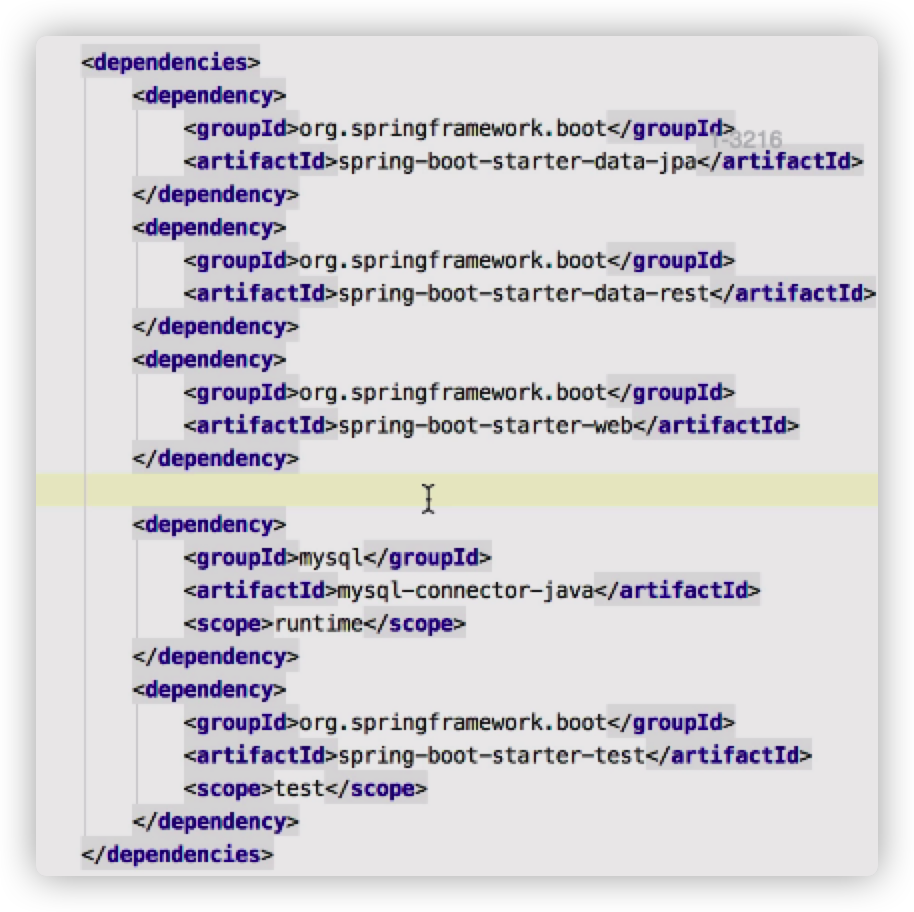 <dependencies>
<dependency>
<groupId>org.springframework.boot</groupId>
<artifactId>spring-boot-starter-data-jpa</artifactId>
</dependency>
<dependency>
<groupId>org.springframework.boot</groupId>
<artifactId>spring-boot-starter-data-rest</artifactId>
</dependency>
<dependency>
<groupId>org.springframework.boot</groupId>
<artifactId>spring-boot-starter-web</artifactId>
</dependency>
<dependency>
<groupId>mysql</groupId>
<artifactId>mysql-connector-java</artifactId>
<scope>runtime</scope>
</dependency>
<dependency>
<groupId>org.springframework.boot</groupId>
<artifactId>spring-boot-starter-test</artifactId>
<scope>test</scope>
</dependency>
</dependencies>